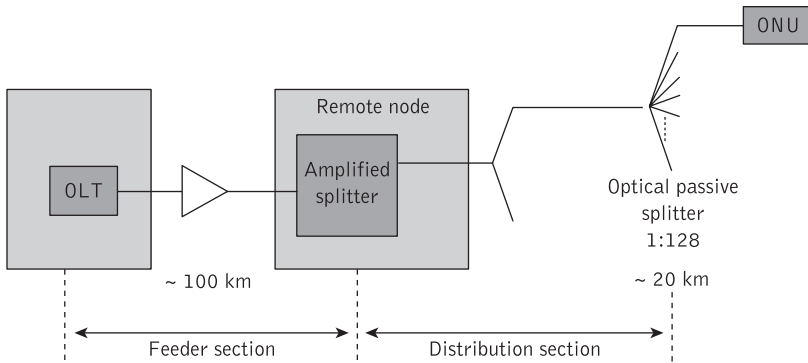 ONU
Remote node
OLT
Amplified
splitter
Optical passive
splitter
1:128
~ 100 km
~ 20 km
Feeder section
Distribution section